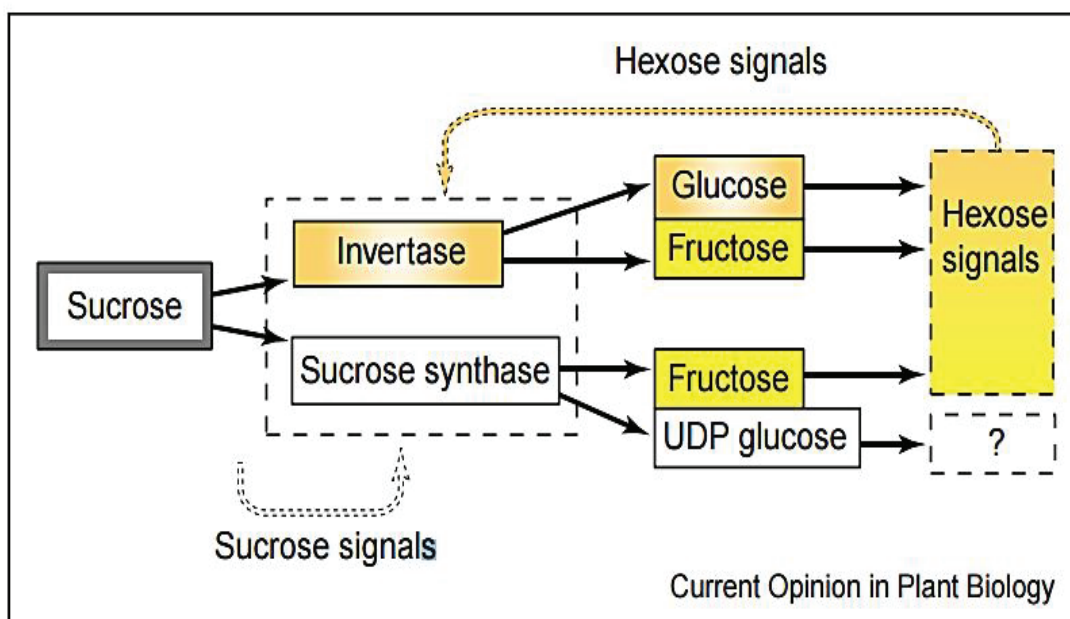 Hexose signals
Glucose
Fructose
Hexose
signals
Invertase
Sucrose
Sucrose synthase
Fructose
UDP glucose
?
Sucrose signals
Current Opinion in Plant Biology